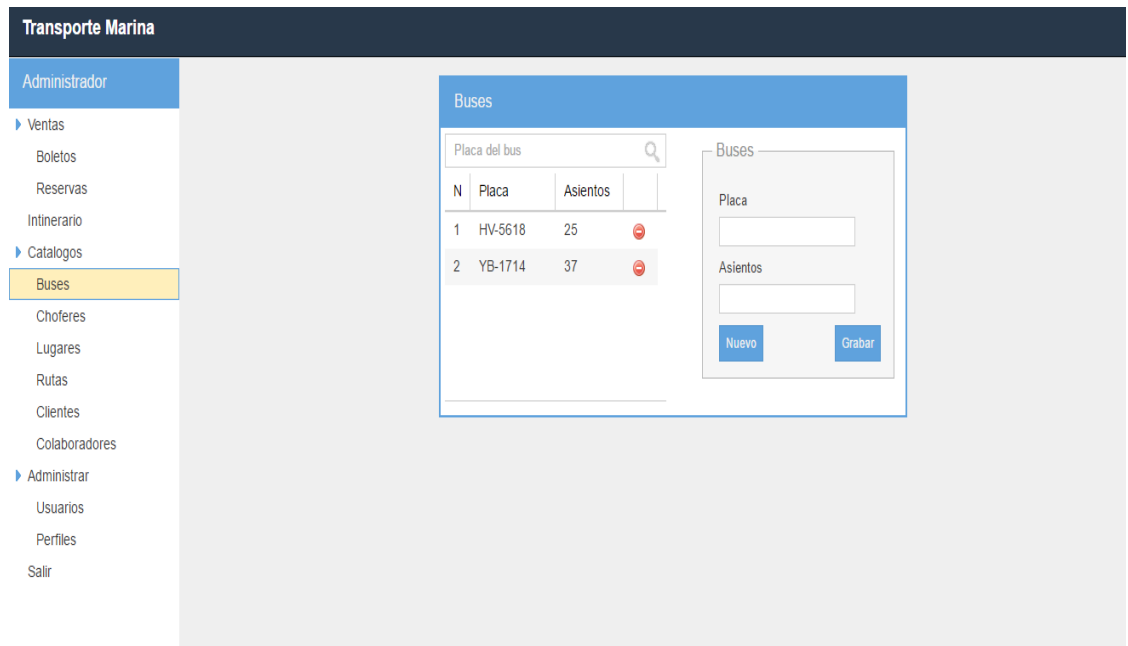 Transporte Marina
Administrador
Ventas
Boletos
Reservas
Intinerario
Catalogos
Buses
Choferes
Lugares
Rutas
Clientes
Colaboradores
Administrar
Usuarios
Perfiles
Salir
Buses
Placa del bus
N Placa Asientos
1 HV-5618 25
2 YB-1714 37
Buses
Placa
Asientos
Nuevo Grabar